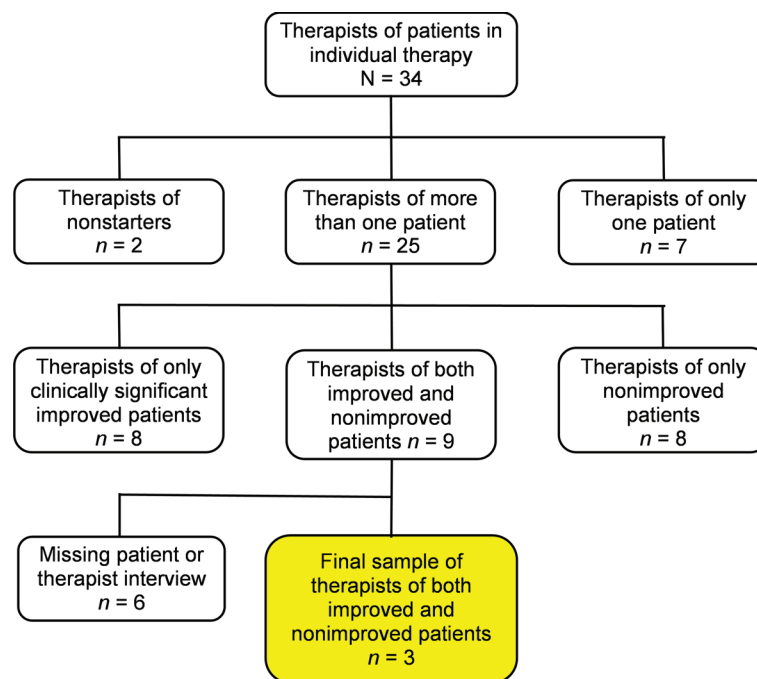 Therapists of patients in
individual therapy
N = 34
Therapists of
nonstarters
n = 2
Therapists of more
than one patient
n = 25
Therapists of only
one patient
n = 7
Therapists of only
clinically significant
improved patients
n = 8
Therapists of both
improved and
nonimproved
patients n = 9
Therapists of only
nonimproved
patients
n = 8
Missing patient or
therapist interview
n = 6
Final sample of
therapists of both
improved and
nonimproved patients
n = 3